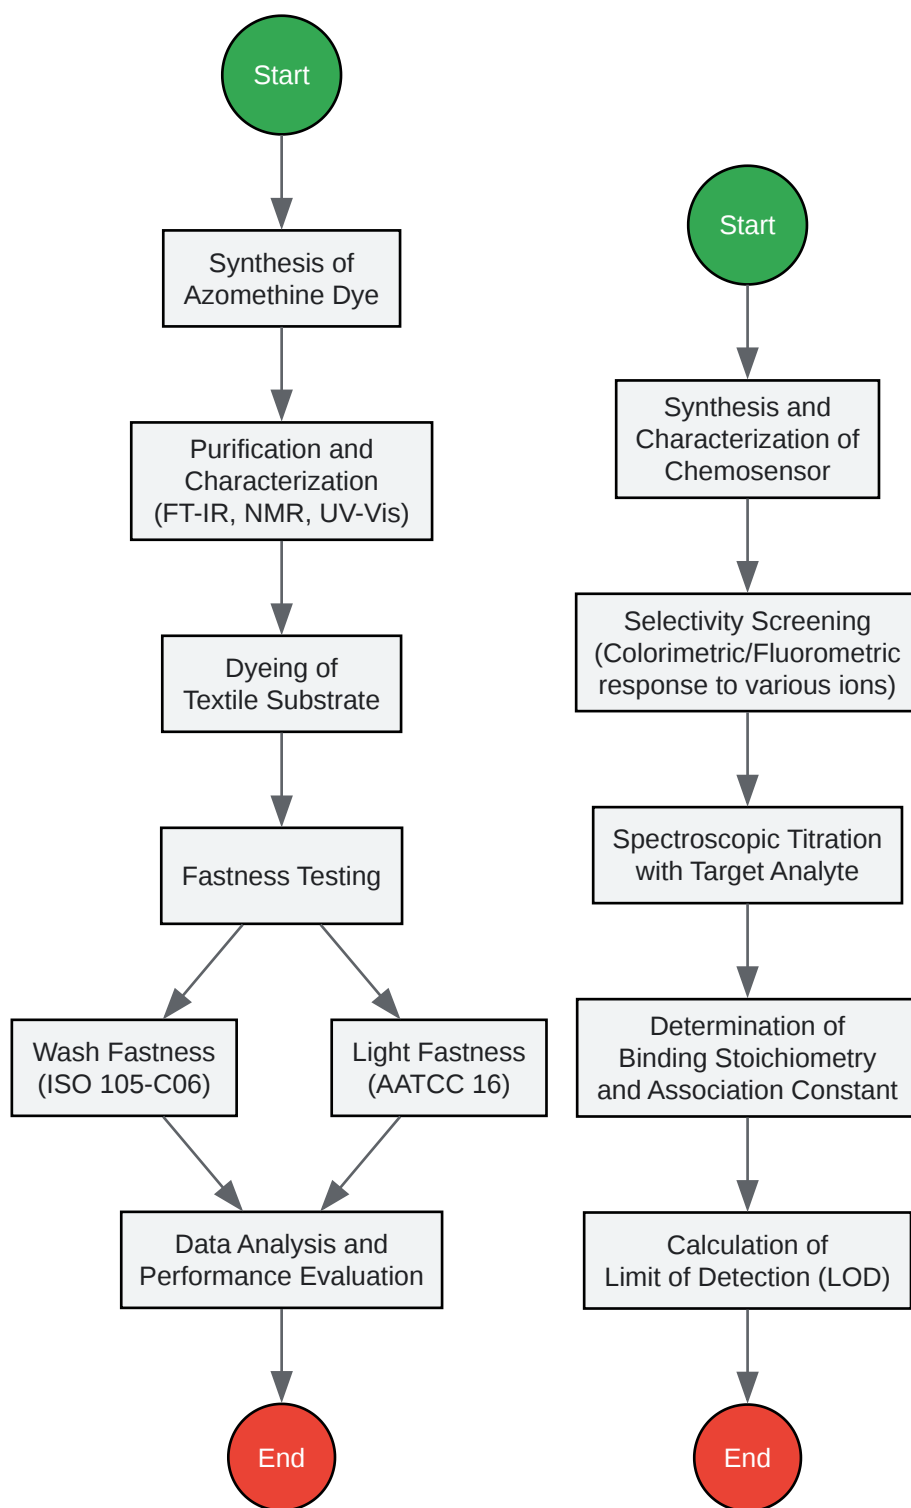 Start
Synthesis of
Azomethine Dye
Purification and
Characterization
(FT-IR, NMR, UV-Vis)
Dyeing of
Textile Substrate
Fastness Testing
Wash Fastness
(ISO 105-C06)
Light Fastness
(AATCC 16)
Data Analysis and
Performance Evaluation
End
Start
Synthesis and
Characterization of
Chemosensor
Selectivity Screening
(Colorimetric/Fluorometric
response to various ions)
Spectroscopic Titration
with Target Analyte
Determination of
Binding Stoichiometry
and Association Constant
Calculation of
Limit of Detection (LOD)
End